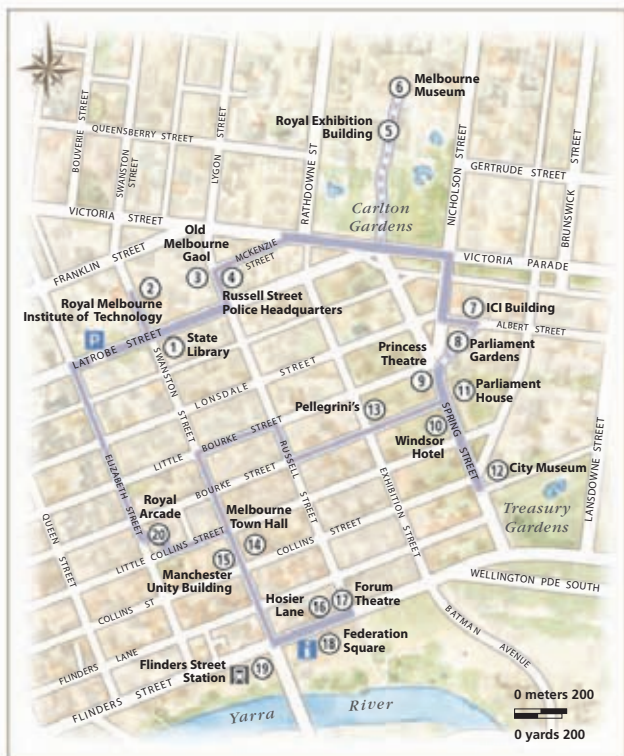 6
Melbourne
Museum
Royal Exhibition
Building
5
BOUVERIE STREET
QUEENSBERRY STREET
SWANSTON
STREET
LYGON STREET
RATHDOWNE ST
NICHOLSON STREET
GERTRUDE STREET
BRUNSWICK STREET
Carlton
Gardens
VICTORIA STREET
FRANKLIN STREET
Old
Melbourne
Gaol
3
4
MCKENZIE
STREET
VICTORIA PARADE
2
Royal Melbourne
Institute of Technology
Russell Street
Police Headquarters
7
ICI Building
ALBERT STREET
P
LATROBE STREET
1
State
Library
8
Parliament
Gardens
Princess
Theatre
9
SWANSTON STREET
LONSDALE STREET
11
Parliament
House
Pellegrini's
13
10
Windsor
Hotel
SPRING STREET
LITTLE BOURKE STREET
BOURKE STREET
RUSSELL STREET
EXHIBITION STREET
12
City Museum
LANSDOWNE STREET
ELIZABETH STREET
QUEEN STREET
Royal
Arcade
20
Melbourne
Town Hall
14
Treasury
Gardens
LITTLE COLLINS STREET
COLLINS STREET
15
Manchester
Unity Building
COLLINS ST
WELLINGTON PDE SOUTH
Hosier
Lane
16
17
Forum
Theatre
BATMAN AVENUE
FLINDERS LANE
i
18
Federation
Square
Flinders Street
Station
19
FLINDERS STREET
Yarra River
0 meters 200
0 yards 200